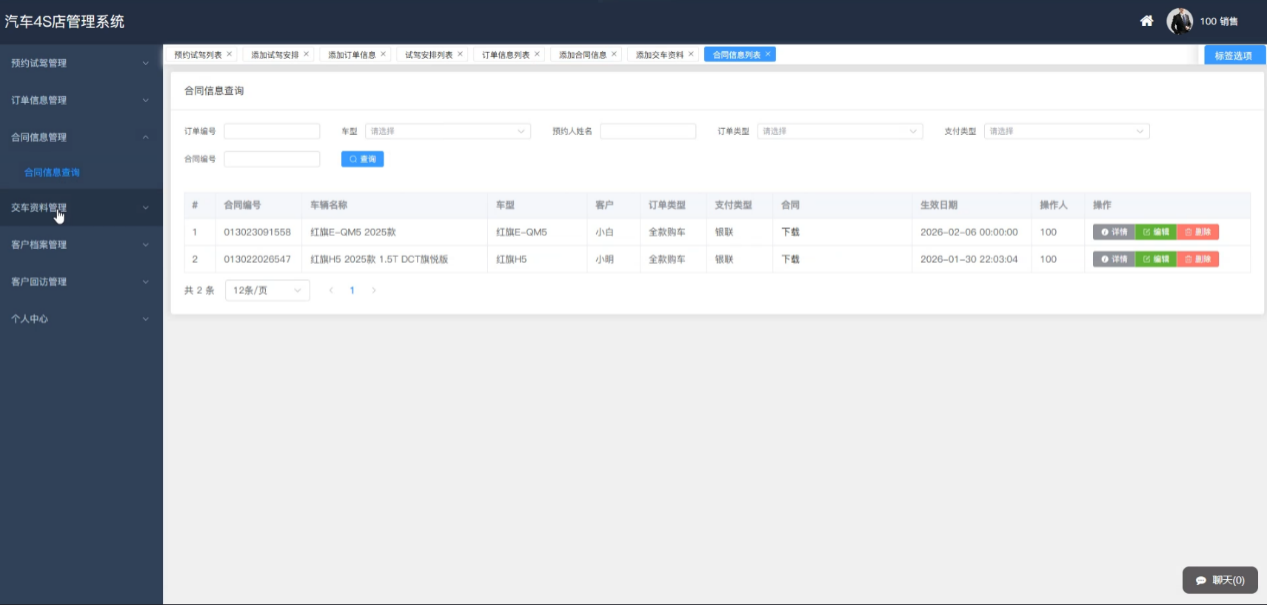 汽车4S店管理系统
100 销售
预约试驾管理
订单信息管理
合同信息管理
合同信息查询
交车资料管理
客户档案管理
客户回访管理
个人中心
预约试驾列表 × 添加试驾安排 × 添加订单信息 × 试驾安排列表 × 订单信息列表 × 添加合同信息 × 添加交车资料 × 合同信息列表 × 标签选项
合同信息查询
订单编号 车型 请选择 预约人姓名 订单类型 请选择 支付类型 请选择
合同编号 查询
# 合同编号 车辆名称 车型 客户 订单类型 支付类型 合同 生效日期 操作人 操作
1 013023091558 红旗E-QM5 2025款 红旗E-QM5 小白 全款购车 银联 下载 2026-02-06 00:00:00 100 详情 编辑 删除
2 013022026547 红旗H5 2025款 1.5T DCT旗悦版 红旗H5 小明 全款购车 银联 下载 2026-01-30 22:03:04 100 详情 编辑 删除
共 2 条 12条/页 1
聊天(0)